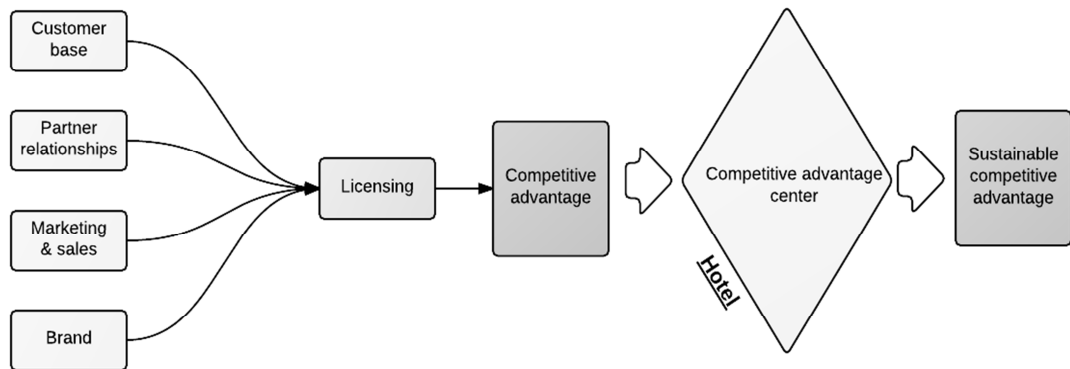 Customer
base
Partner
relationships
Marketing
& sales
Brand
Licensing
Competitive
advantage
Competitive advantage
center
Hotel
Sustainable
competitive
advantage